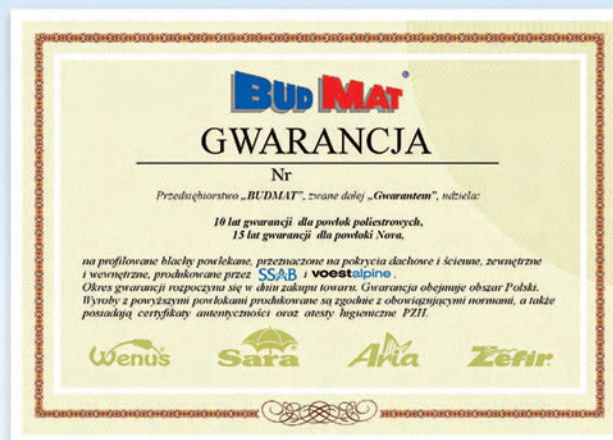 BUD MAT®
GWARANCJA
Nr
Przedsiębiorstwo „BUDMAT”, zwane dalej „Gwarantem”, udziela:
10 lat gwarancji dla powłok poliestrowych,
15 lat gwarancji dla powłoki Nova,
na profilowane blachy powlekane, przeznaczone na pokrycia dachowe i ścienne, zewnętrzne
i wewnętrzne, produkowane przez SSAB i voestalpine.
Okres gwarancji rozpoczyna się w dniu zakupu towaru. Gwarancja obejmuje obszar Polski.
Wyroby z powyższymi powłokami produkowane są zgodnie z obowiązującymi normami, a także
posiadają certyfikaty autentyczności oraz atesty higieniczne PZH.
Wenus Sara Aria Zefir